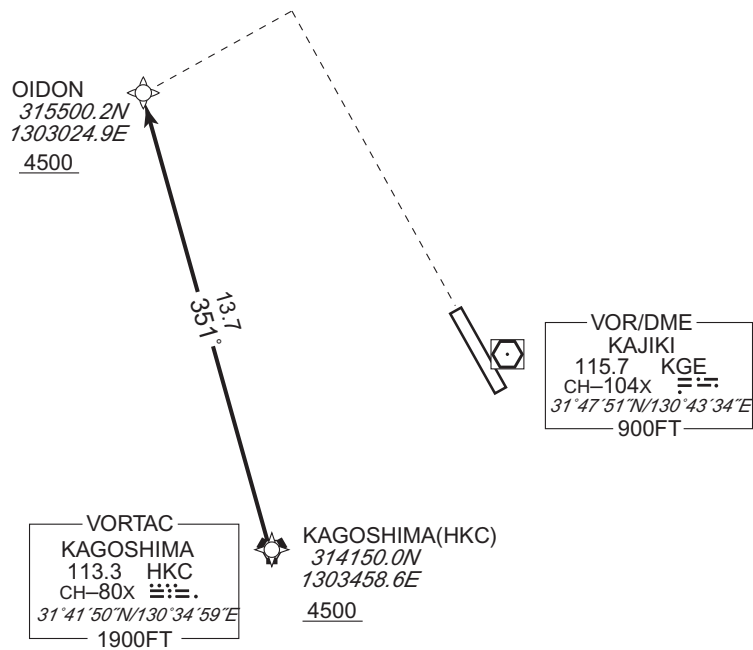 OIDON
315500.2N
1303024.9E
4500
13.7
351°
VOR/DME
KAJIKI
115.7 KGE
CH–104X
31°47´51˝N/130°43´34˝E
900FT
KAGOSHIMA(HKC)
314150.0N
1303458.6E
4500
VORTAC
KAGOSHIMA
113.3 HKC
CH–80X
31°41´50˝N/130°34´59˝E
1900FT